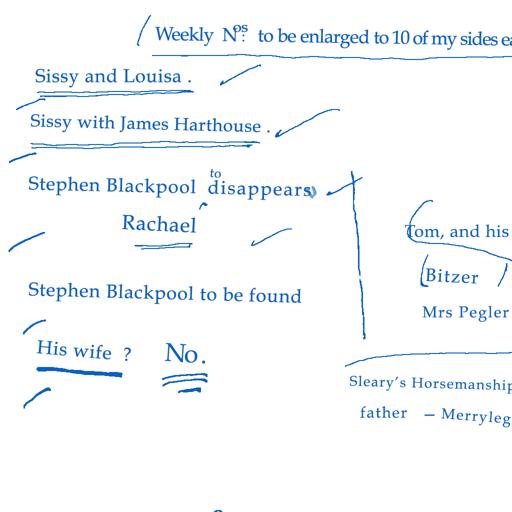 Weekly Nos. to be enlarged to 10 of my sides
Sissy and Louisa .
Sissy with James Harthouse .
Stephen Blackpool to disappears
Rachael
Stephen Blackpool to be found
His wife ? No.
Tom, and his
(Bitzer )
Mrs Pegler
Sleary's Horsemanship
father – Merryleg